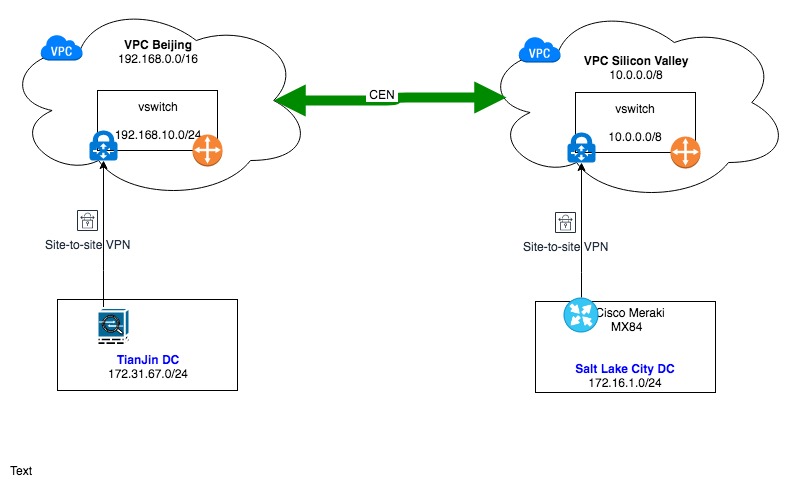 VPC
VPC Beijing
192.168.0.0/16
vswitch
192.168.10.0/24
CEN
VPC
VPC Silicon Valley
10.0.0.0/8
vswitch
10.0.0.0/8
Site-to-site VPN
Site-to-site VPN
TianJin DC
172.31.67.0/24
Cisco Meraki
MX84
Salt Lake City DC
172.16.1.0/24
Text